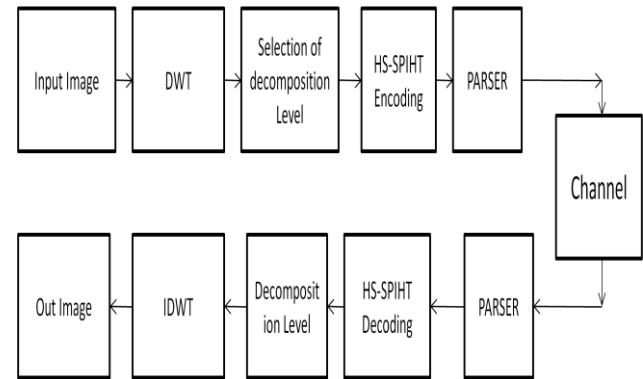 Input Image
DWT
Selection of
decomposition
Level
HS-SPIHT
Encoding
PARSER
Channel
Out Image
IDWT
Decomposit
ion Level
HS-SPIHT
Decoding
PARSER